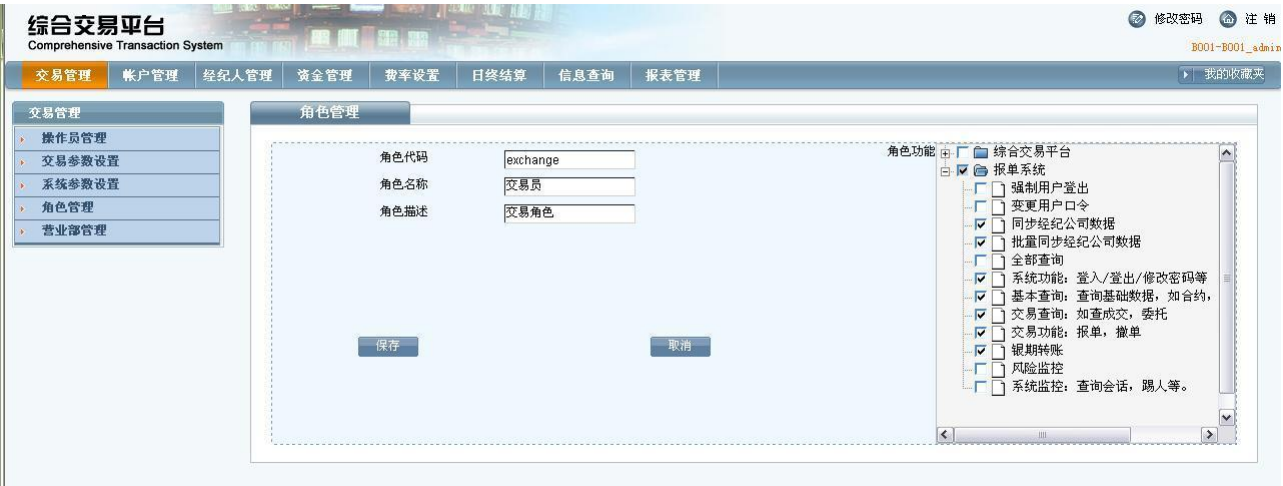 综合交易平台
Comprehensive Transaction System
修改密码 注 销
B001-B001_admin
交易管理 帐户管理 经纪人管理 资金管理 费率设置 日终结算 信息查询 报表管理 我的收藏夹
交易管理
操作员管理
交易参数设置
系统参数设置
角色管理
营业部管理
角色管理
角色代码 exchange
角色名称 交易员
角色描述 交易角色
保存 取消
角色功能
综合交易平台
报单系统
强制用户登出
变更用户口令
同步经纪公司数据
批量同步经纪公司数据
全部查询
系统功能：登入/登出/修改密码等
基本查询：查询基础数据，如合约，
交易查询：如查成交，委托
交易功能：报单，撤单
银期转账
风险监控
系统监控：查询会话，踢人等。